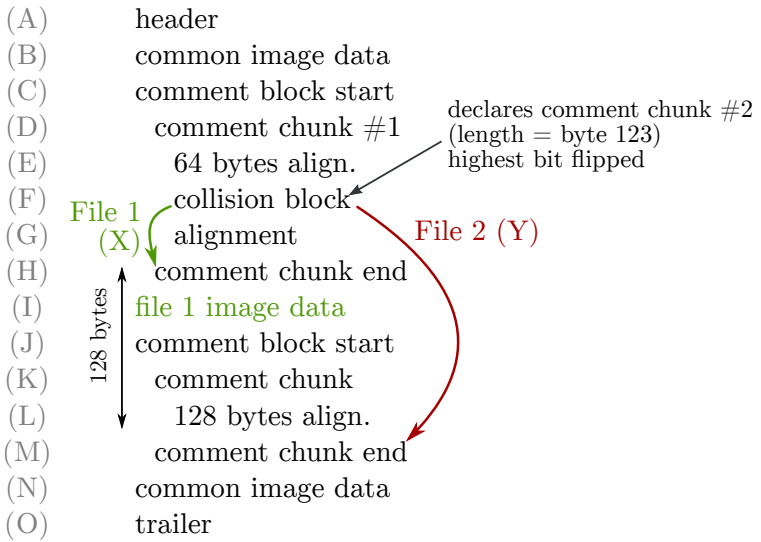 (A) header
(B) common image data
(C) comment block start
declares comment chunk #2
(D) comment chunk #1
(length = byte 123)
highest bit flipped
(E) 64 bytes align.
(F) collision block
File 1
(X)
(G) alignment
File 2 (Y)
(H) comment chunk end
128 bytes
(I) file 1 image data
(J) comment block start
(K) comment chunk
(L) 128 bytes align.
(M) comment chunk end
(N) common image data
(O) trailer